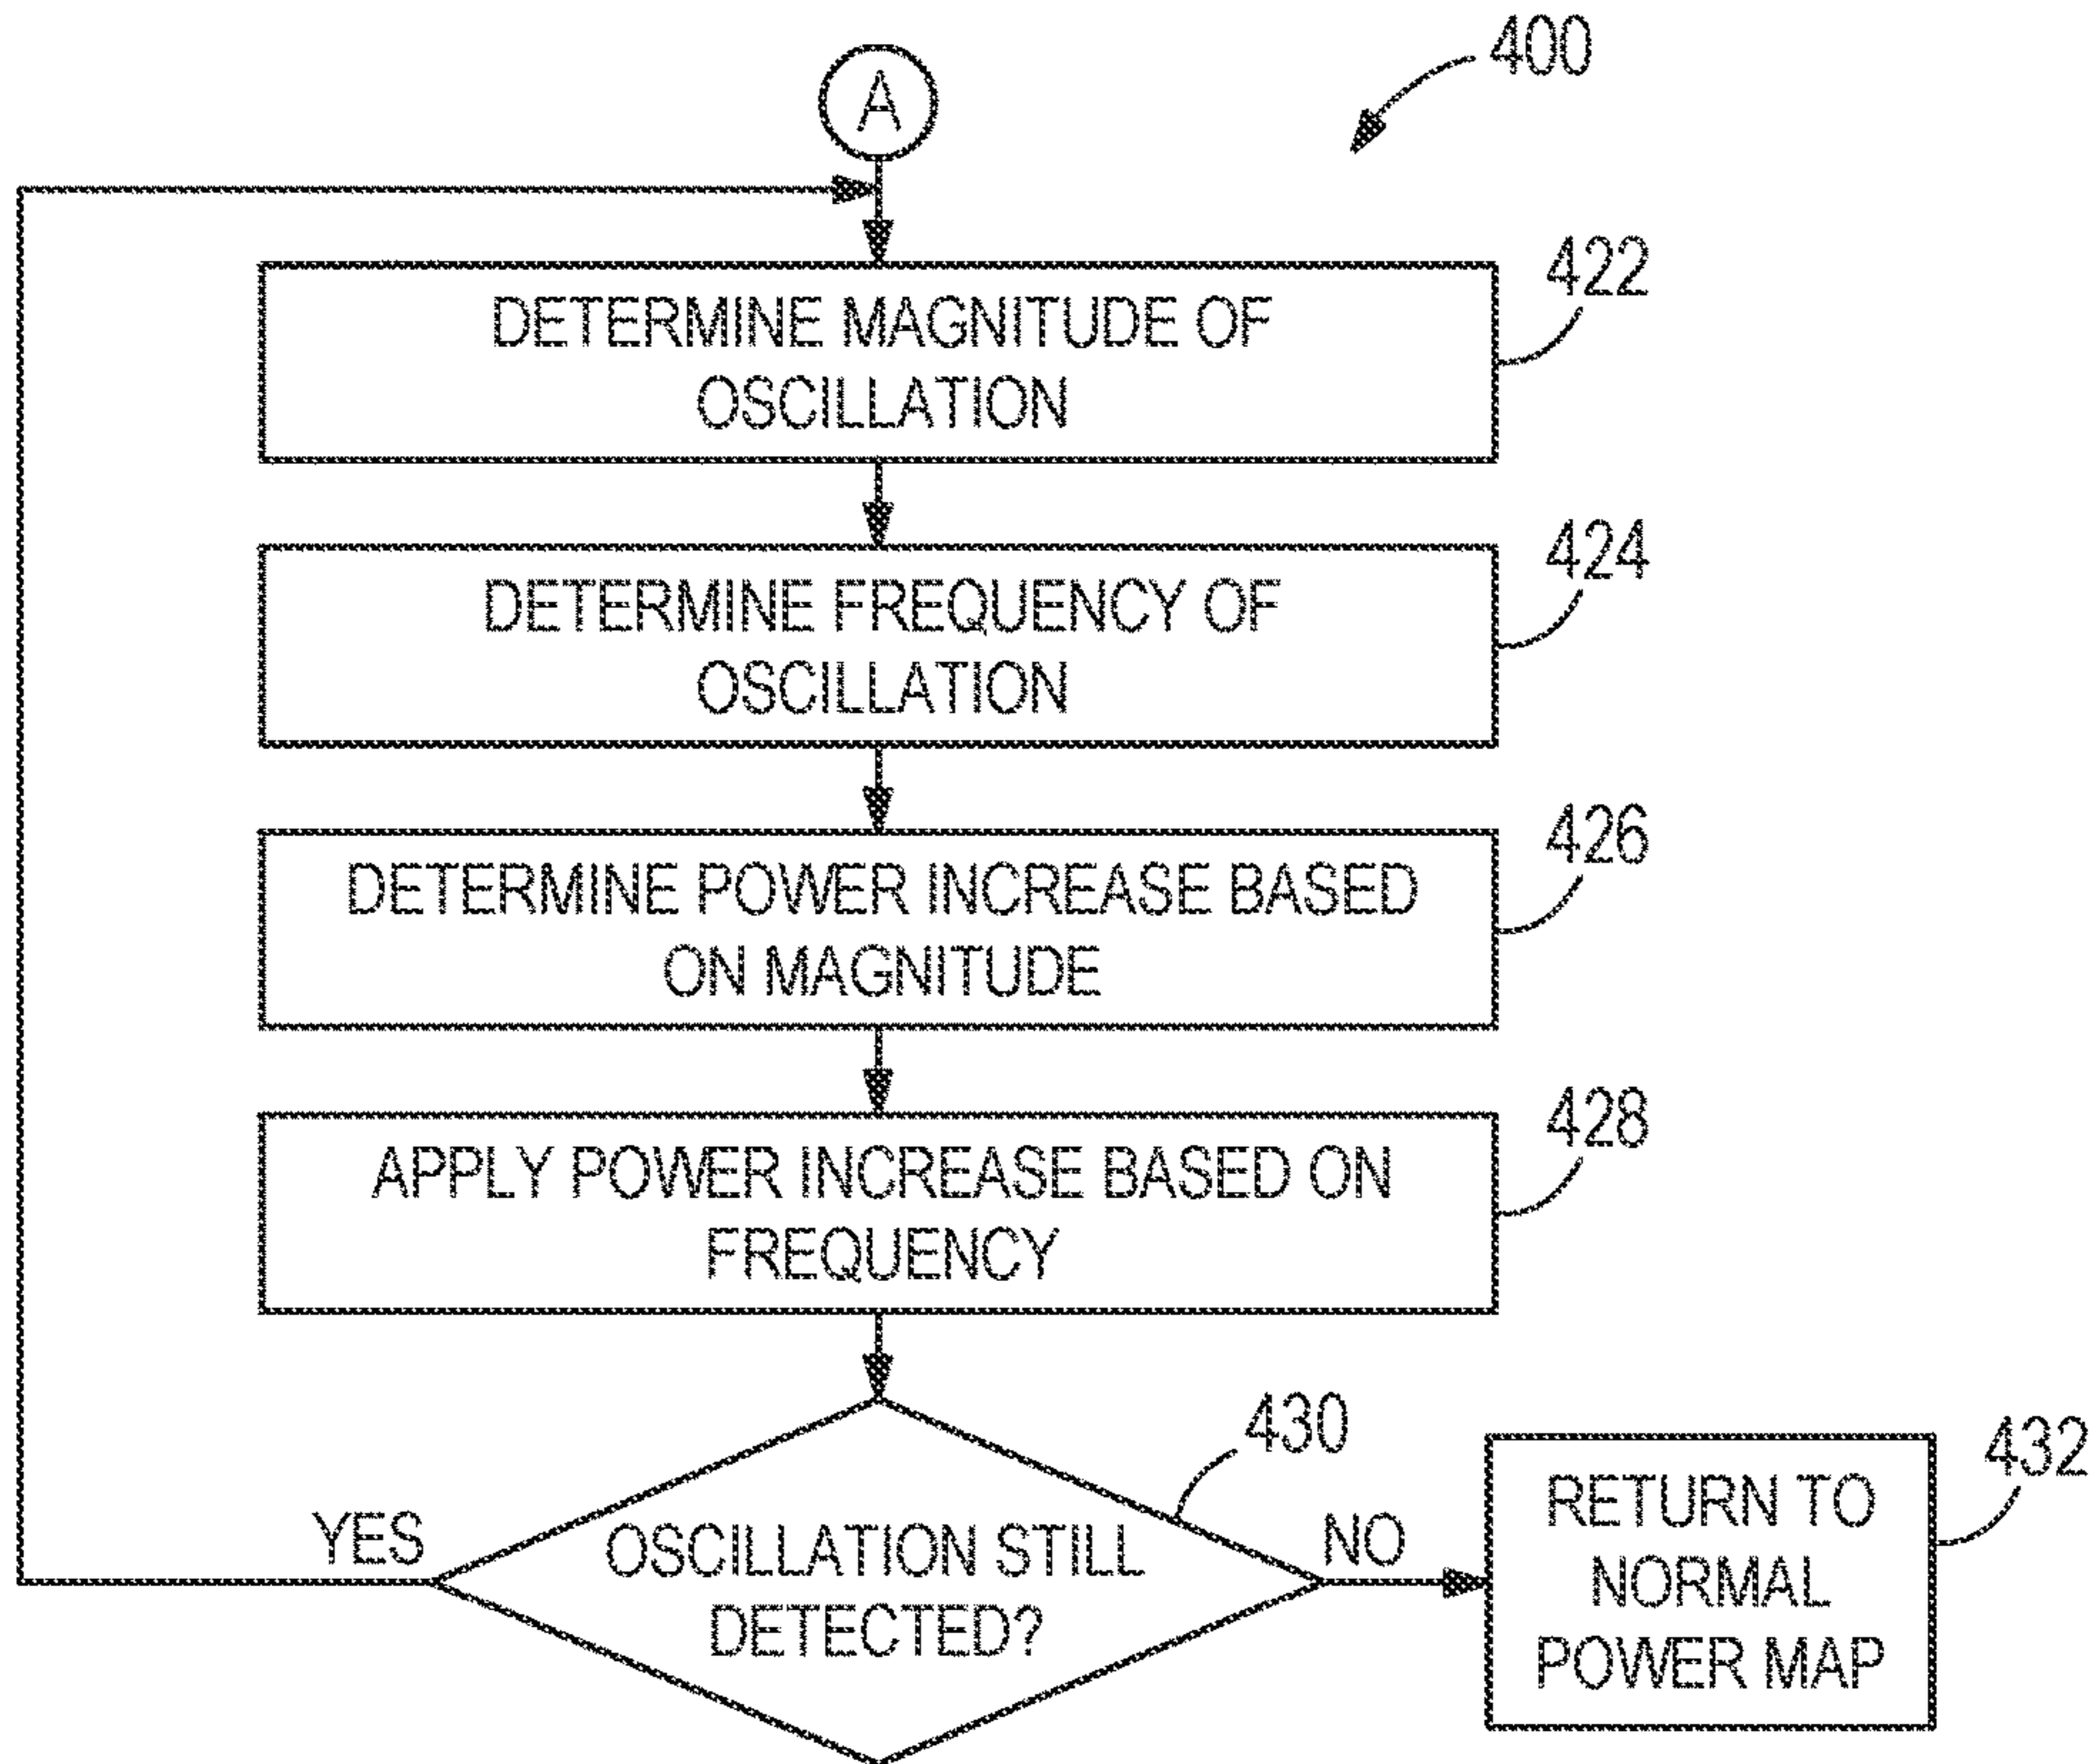 A
400
DETERMINE MAGNITUDE OF
OSCILLATION
422
DETERMINE FREQUENCY OF
OSCILLATION
424
DETERMINE POWER INCREASE BASED
ON MAGNITUDE
426
APPLY POWER INCREASE BASED ON
FREQUENCY
428
430
YES
OSCILLATION STILL
DETECTED?
NO
RETURN TO
NORMAL
POWER MAP
432